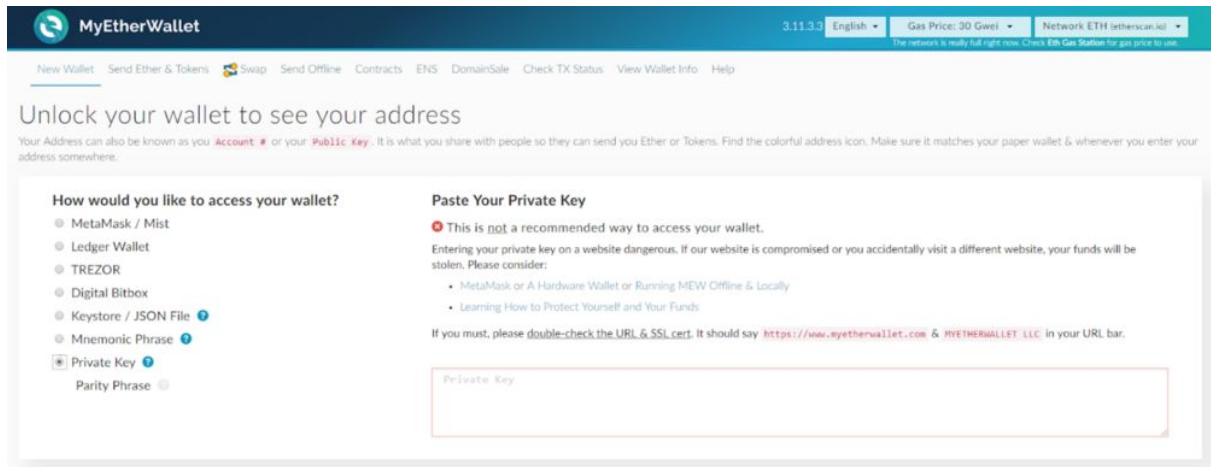 MyEtherWallet
3.11.3.3 English Gas Price: 30 Gwei Network ETH (etherscan.io)
The network is really full right now. Check Eth Gas Station for gas price to use.
New Wallet Send Ether & Tokens Swap Send Offline Contracts ENS DomainSale Check TX Status View Wallet Info Help
Unlock your wallet to see your address
Your Address can also be known as you Account # or your Public Key. It is what you share with people so they can send you Ether or Tokens. Find the colorful address icon. Make sure it matches your paper wallet & whenever you enter your
address somewhere.
How would you like to access your wallet?
MetaMask / Mist
Ledger Wallet
TREZOR
Digital Bitbox
Keystore / JSON File ?
Mnemonic Phrase ?
Private Key ?
Parity Phrase
Paste Your Private Key
This is not a recommended way to access your wallet.
Entering your private key on a website dangerous. If our website is compromised or you accidentally visit a different website, your funds will be
stolen. Please consider:
• MetaMask or A Hardware Wallet or Running MEW Offline & Locally
• Learning How to Protect Yourself and Your Funds
If you must, please double-check the URL & SSL cert. It should say https://www.myetherwallet.com & MYETHERWALLET LLC in your URL bar.
Private Key